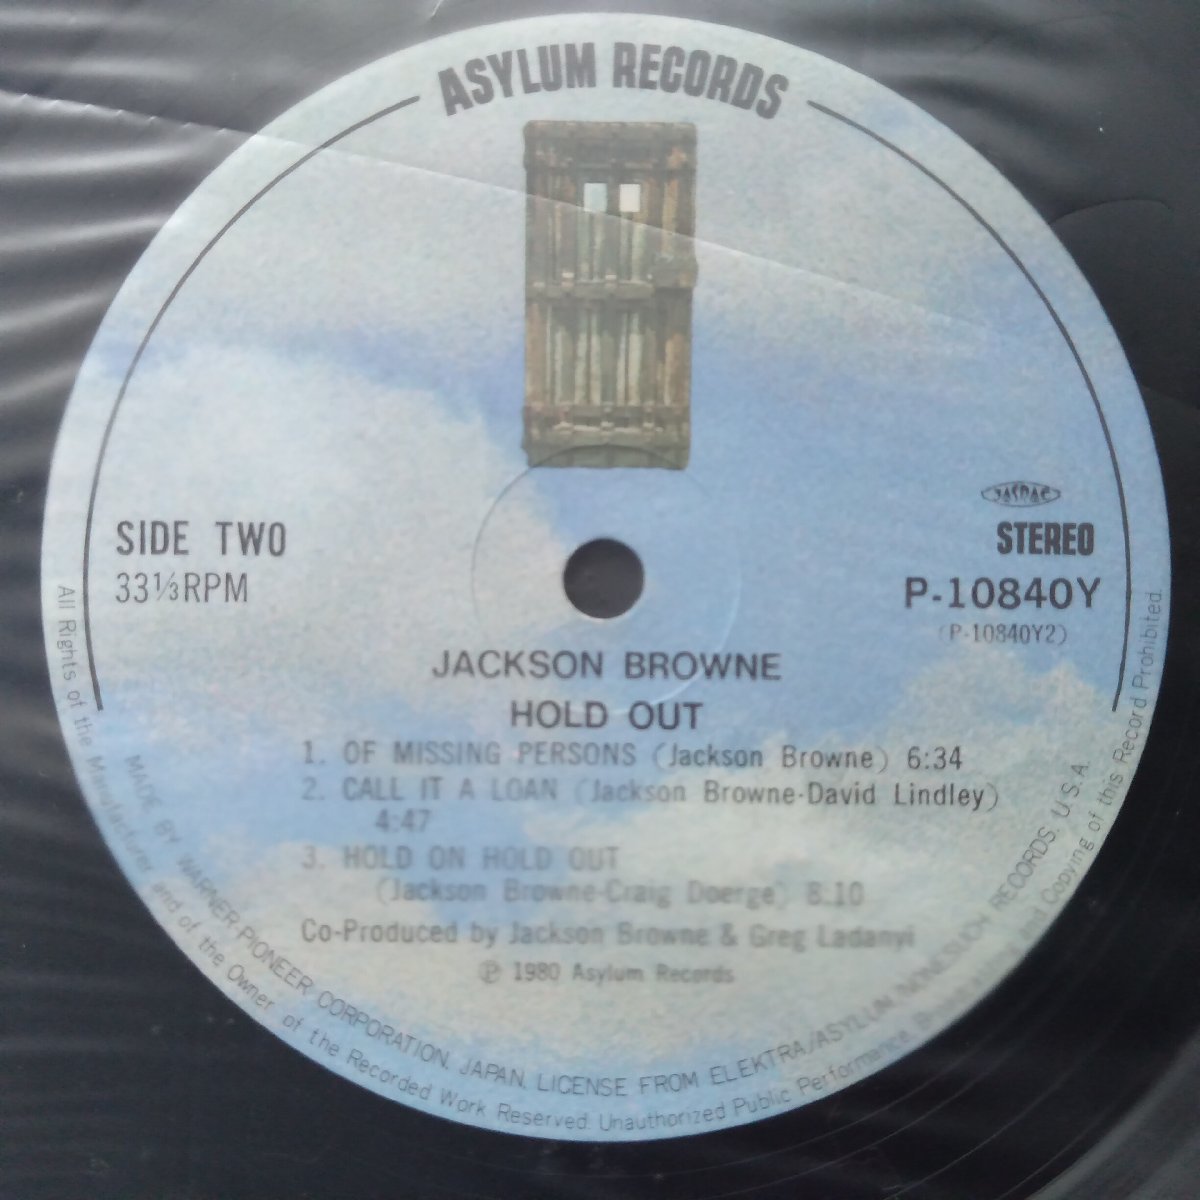 ASYLUM RECORDS
SIDE TWO
33⅓RPM
JASRAC
STEREO
P-10840Y
(P-10840Y2)
JACKSON BROWNE
HOLD OUT
1. OF MISSING PERSONS (Jackson Browne) 6:34
2. CALL IT A LOAN (Jackson Browne-David Lindley)
4:47
3. HOLD ON HOLD OUT
(Jackson Browne-Craig Doerge) 8:10
Co-Produced by Jackson Browne & Greg Ladanyi
℗ 1980 Asylum Records
MADE BY WARNER-PIONEER CORPORATION, JAPAN. LICENSE FROM ELEKTRA/ASYLUM/NONESUCH RECORDS, U.S.A.
All Rights of the Manufacturer and of the Owner of the Recorded Work Reserved. Unauthorized Public Performance, and Copying of this Record Prohibited.